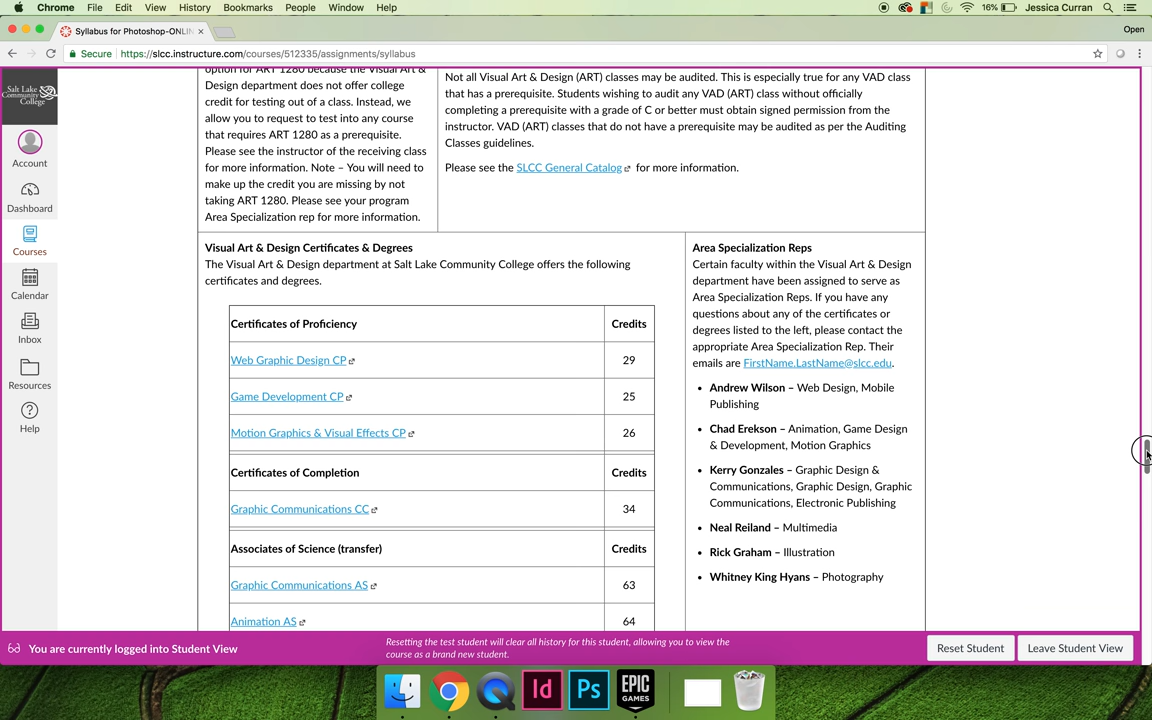 Chrome File Edit View History Bookmarks People Window Help 16% Jessica Curran
Syllabus for Photoshop-ONLIN Open
Secure https://slcc.instructure.com/courses/512335/assignments/syllabus
Salt Lake
Community
College
Account
Dashboard
Courses
Calendar
Inbox
Resources
Help
option for ART 1280 because the Visual Art &
Design department does not offer college
credit for testing out of a class. Instead, we
allow you to request to test into any course
that requires ART 1280 as a prerequisite.
Please see the instructor of the receiving class
for more information. Note – You will need to
make up the credit you are missing by not
taking ART 1280. Please see your program
Area Specialization rep for more information.
Not all Visual Art & Design (ART) classes may be audited. This is especially true for any VAD class
that has a prerequisite. Students wishing to audit any VAD (ART) class without officially
completing a prerequisite with a grade of C or better must obtain signed permission from the
instructor. VAD (ART) classes that do not have a prerequisite may be audited as per the Auditing
Classes guidelines.
Please see the SLCC General Catalog for more information.
Visual Art & Design Certificates & Degrees
The Visual Art & Design department at Salt Lake Community College offers the following
certificates and degrees.
Certificates of Proficiency Credits
Web Graphic Design CP 29
Game Development CP 25
Motion Graphics & Visual Effects CP 26
Certificates of Completion Credits
Graphic Communications CC 34
Associates of Science (transfer) Credits
Graphic Communications AS 63
Animation AS 64
Area Specialization Reps
Certain faculty within the Visual Art & Design
department have been assigned to serve as
Area Specialization Reps. If you have any
questions about any of the certificates or
degrees listed to the left, please contact the
appropriate Area Specialization Rep. Their
emails are FirstName.LastName@slcc.edu.
• Andrew Wilson – Web Design, Mobile
Publishing
• Chad Erekson – Animation, Game Design
& Development, Motion Graphics
• Kerry Gonzales – Graphic Design &
Communications, Graphic Design, Graphic
Communications, Electronic Publishing
• Neal Reiland – Multimedia
• Rick Graham – Illustration
• Whitney King Hyans – Photography
You are currently logged into Student View
Resetting the test student will clear all history for this student, allowing you to view the
course as a brand new student.
Reset Student Leave Student View
Id Ps EPIC
GAMES